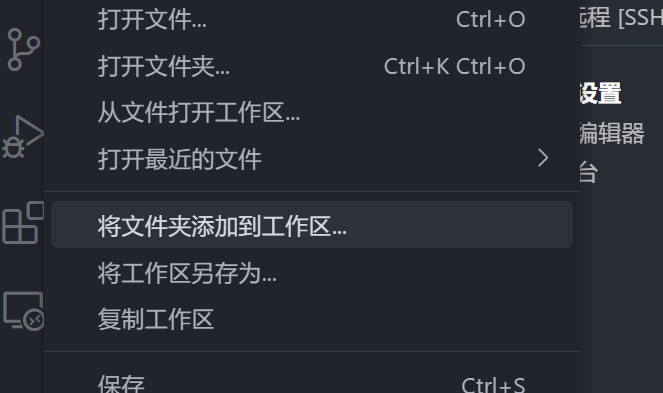 打开文件... Ctrl+O
打开文件夹... Ctrl+K Ctrl+O
从文件打开工作区...
打开最近的文件
将文件夹添加到工作区...
将工作区另存为...
复制工作区
保存 Ctrl+S
远程 [SSH
设置
编辑器
台